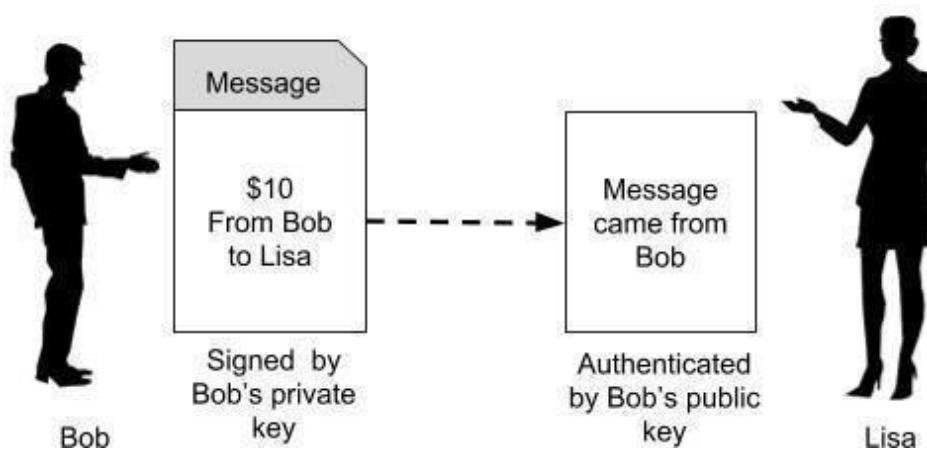 Message
$10
From Bob
to Lisa
Signed by
Bob's private
key
Message
came from
Bob
Authenticated
by Bob's public
key
Bob
Lisa